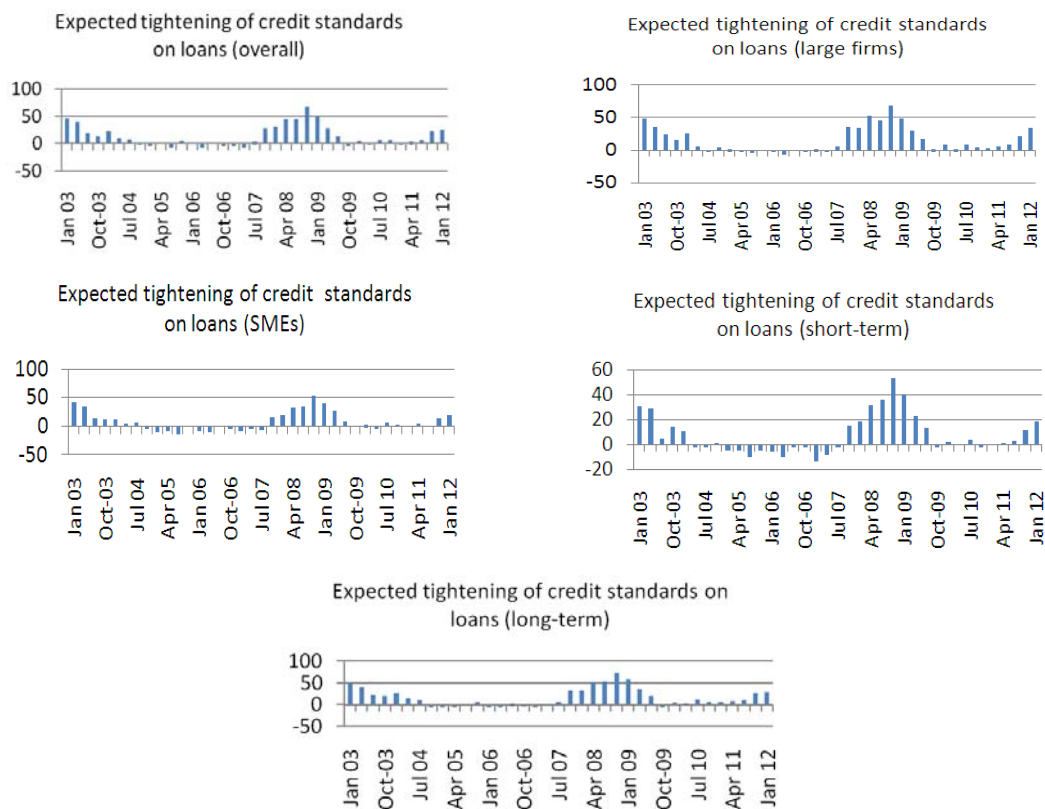 Expected tightening of credit standards
on loans (overall)
100
50
0
-50
Jan 03
Oct-03
Jul 04
Apr 05
Jan 06
Oct-06
Jul 07
Apr 08
Jan 09
Oct-09
Jul 10
Apr 11
Jan 12
Expected tightening of credit standards
on loans (large firms)
100
50
0
-50
Jan 03
Oct-03
Jul 04
Apr 05
Jan 06
Oct-06
Jul 07
Apr 08
Jan 09
Oct-09
Jul 10
Apr 11
Jan 12
Expected tightening of credit standards
on loans (SMEs)
100
50
0
-50
Jan 03
Oct-03
Jul 04
Apr 05
Jan 06
Oct-06
Jul 07
Apr 08
Jan 09
Oct-09
Jul 10
Apr 11
Jan 12
Expected tightening of credit standards
on loans (short-term)
60
40
20
0
-20
Jan 03
Oct-03
Jul 04
Apr 05
Jan 06
Oct-06
Jul 07
Apr 08
Jan 09
Oct-09
Jul 10
Apr 11
Jan 12
Expected tightening of credit standards on
loans (long-term)
100
50
0
-50
Jan 03
Oct-03
Jul 04
Apr 05
Jan 06
Oct-06
Jul 07
Apr 08
Jan 09
Oct-09
Jul 10
Apr 11
Jan 12